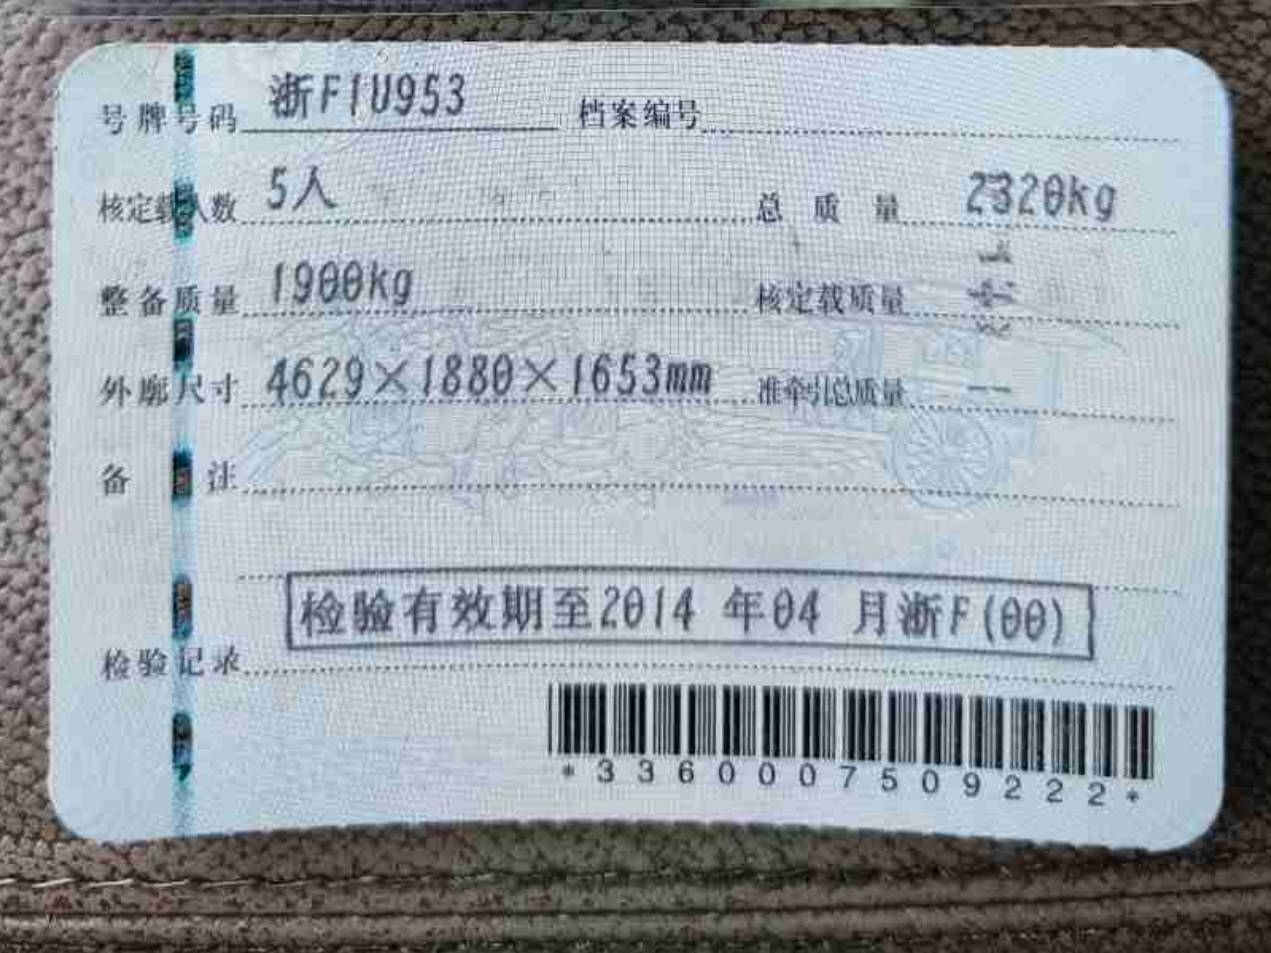 号牌号码 浙F1U953 档案编号
核定载人数 5人 总质量 2320kg
整备质量 1900kg 核定载质量
外廓尺寸 4629×1880×1653mm 准牵引总质量 --
备注
检验有效期至2014 年04 月浙F(00)
检验记录
*3360007509222*